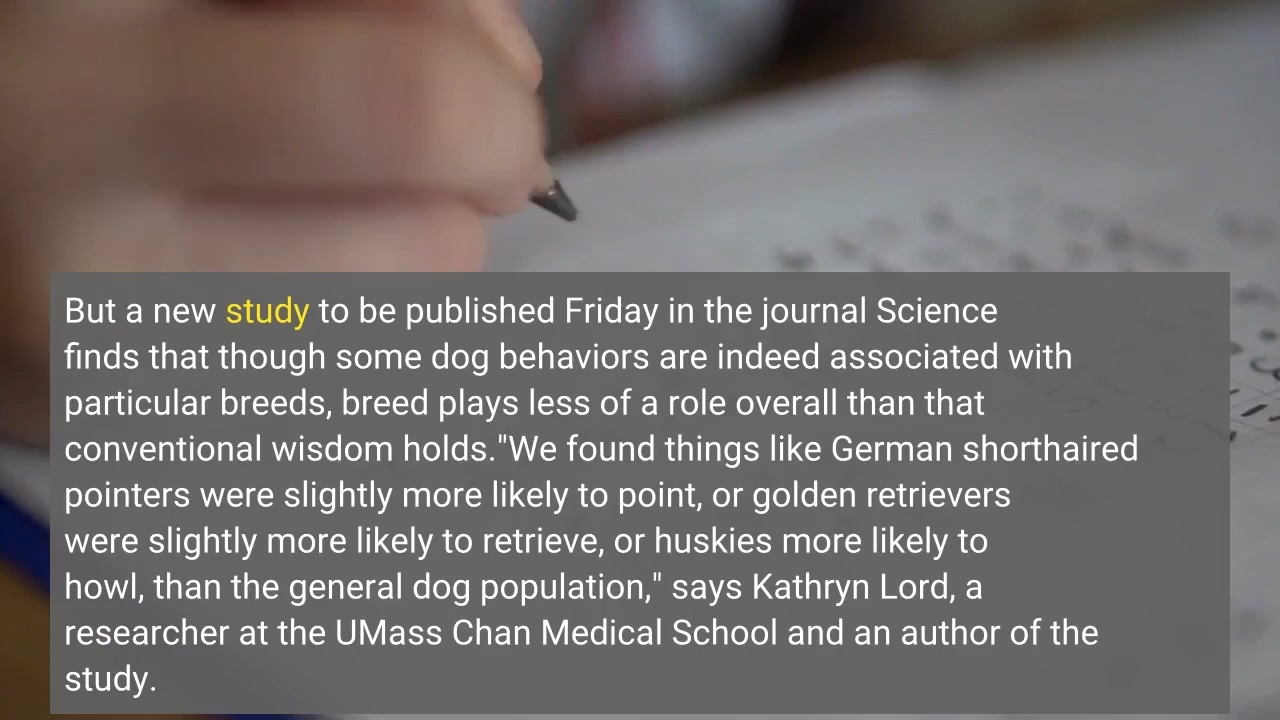 But a new study to be published Friday in the journal Science
finds that though some dog behaviors are indeed associated with
particular breeds, breed plays less of a role overall than that
conventional wisdom holds."We found things like German shorthaired
pointers were slightly more likely to point, or golden retrievers
were slightly more likely to retrieve, or huskies more likely to
howl, than the general dog population," says Kathryn Lord, a
researcher at the UMass Chan Medical School and an author of the
study.